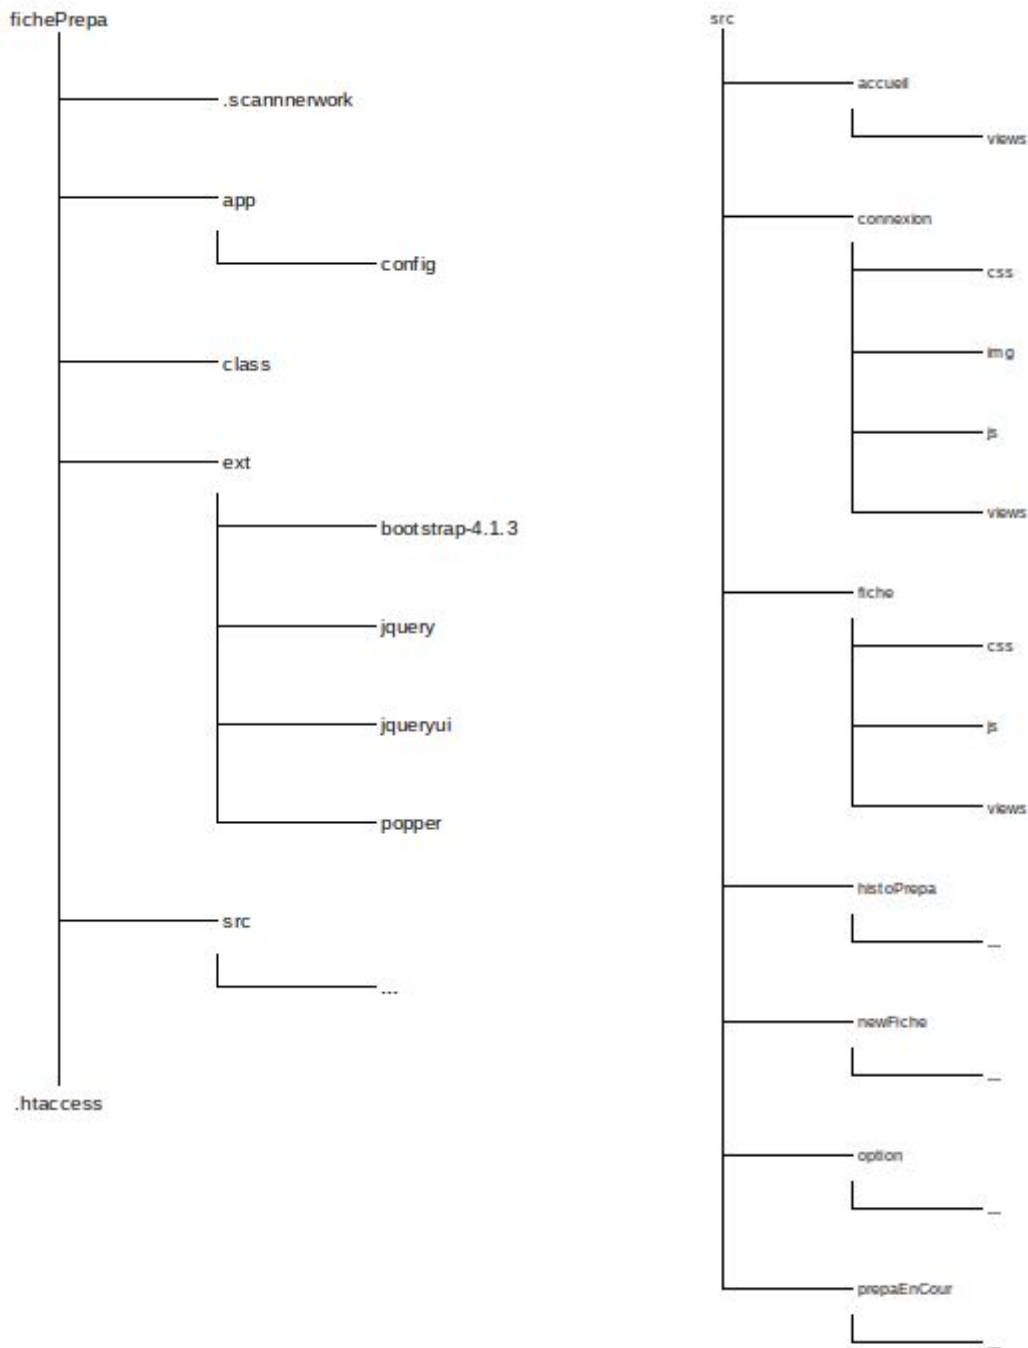 fichePrepa
.scannnerwork
app
config
class
ext
bootstrap-4.1.3
jquery
jqueryui
popper
src
...
.htaccess
src
accueil
views
connexion
css
img
js
views
fiche
css
js
views
histoPrepa
...
newFiche
...
option
...
prepaEnCour
...